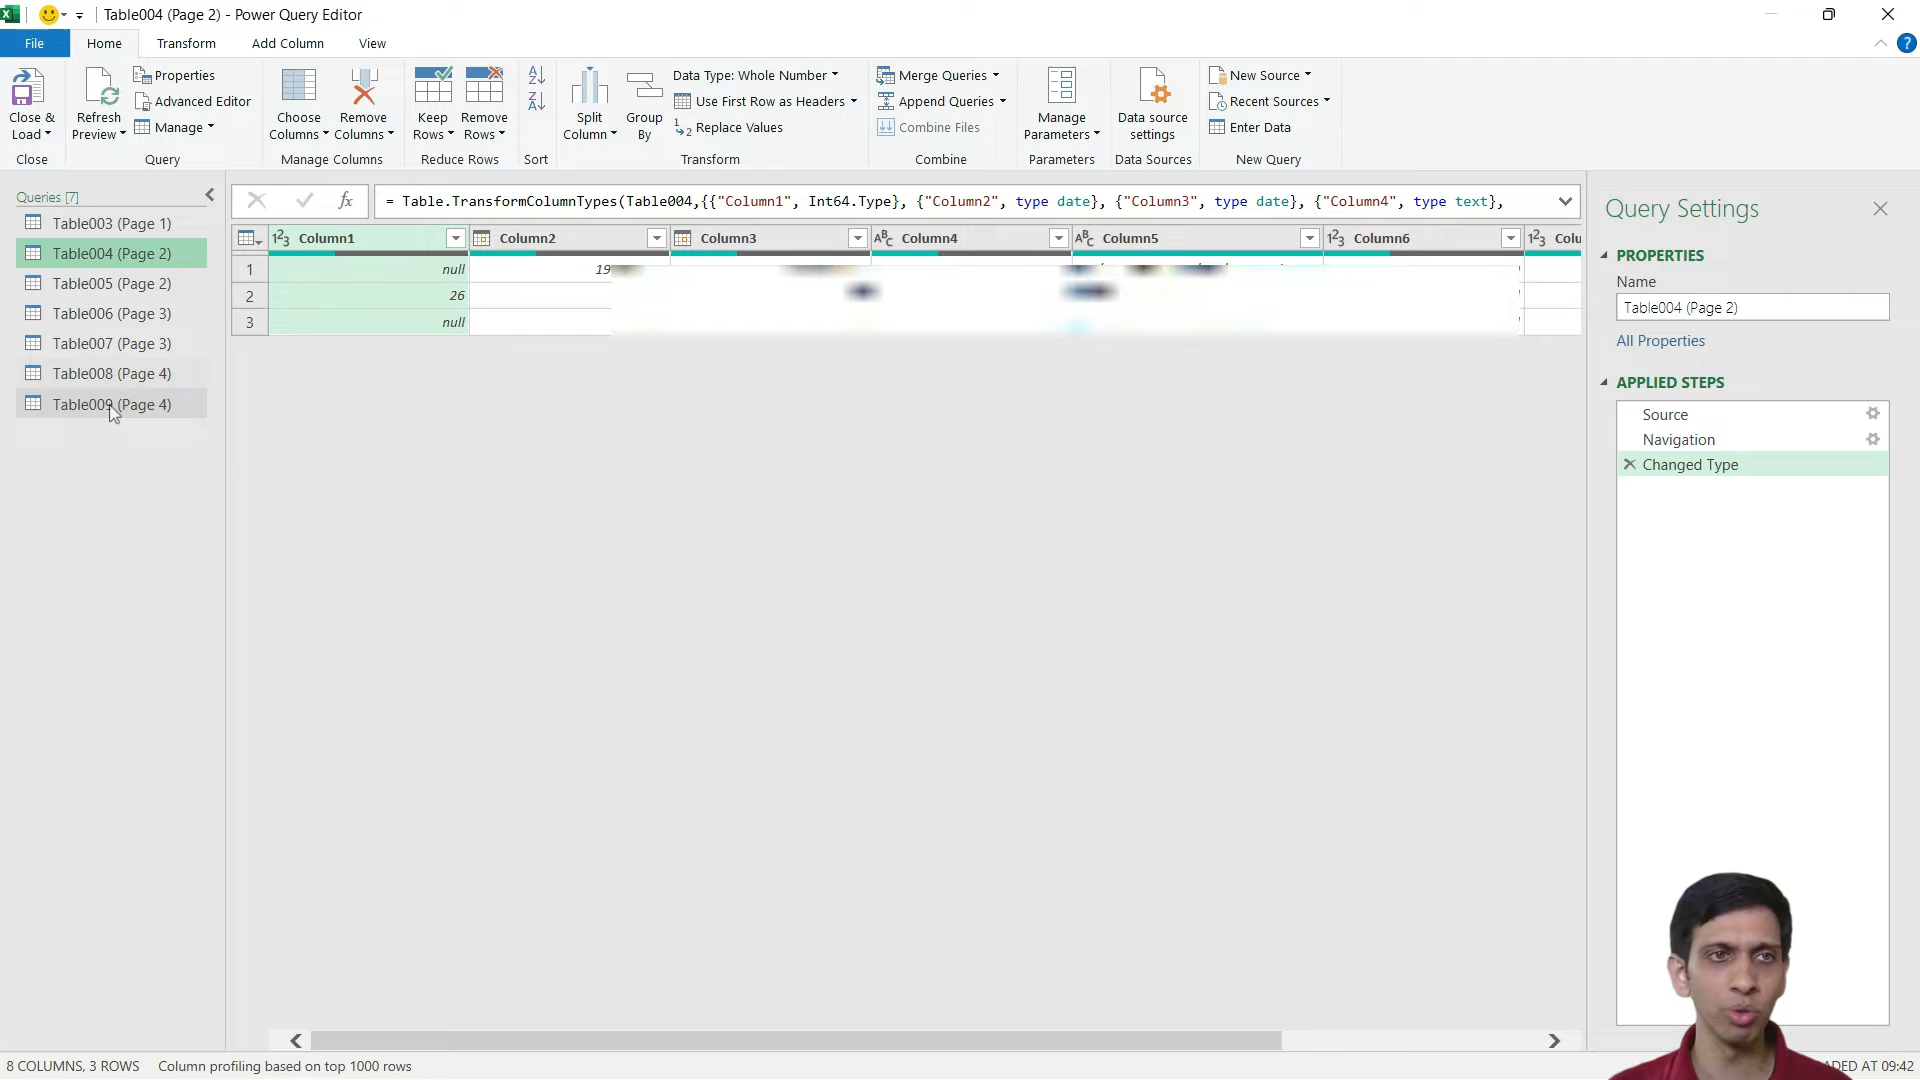 Table004 (Page 2) - Power Query Editor
File
Home
Transform
Add Column
View
Close & Load
Close
Refresh Preview
Properties
Advanced Editor
Manage
Query
Choose Columns
Remove Columns
Manage Columns
Keep Rows
Remove Rows
Reduce Rows
Sort
Split Column
Group By
Data Type: Whole Number
Use First Row as Headers
Replace Values
Transform
Merge Queries
Append Queries
Combine Files
Combine
Manage Parameters
Parameters
Data source settings
Data Sources
New Source
Recent Sources
Enter Data
New Query
Queries [7]
Table003 (Page 1)
Table004 (Page 2)
Table005 (Page 2)
Table006 (Page 3)
Table007 (Page 3)
Table008 (Page 4)
Table009 (Page 4)
fx
= Table.TransformColumnTypes(Table004,{{"Column1", Int64.Type}, {"Column2", type date}, {"Column3", type date}, {"Column4", type text},
Column1
Column2
Column3
Column4
Column5
Column6
Colu
1 null 19
2 26
3 null
Query Settings
PROPERTIES
Name
Table004 (Page 2)
All Properties
APPLIED STEPS
Source
Navigation
Changed Type
8 COLUMNS, 3 ROWS
Column profiling based on top 1000 rows
DED AT 09:42